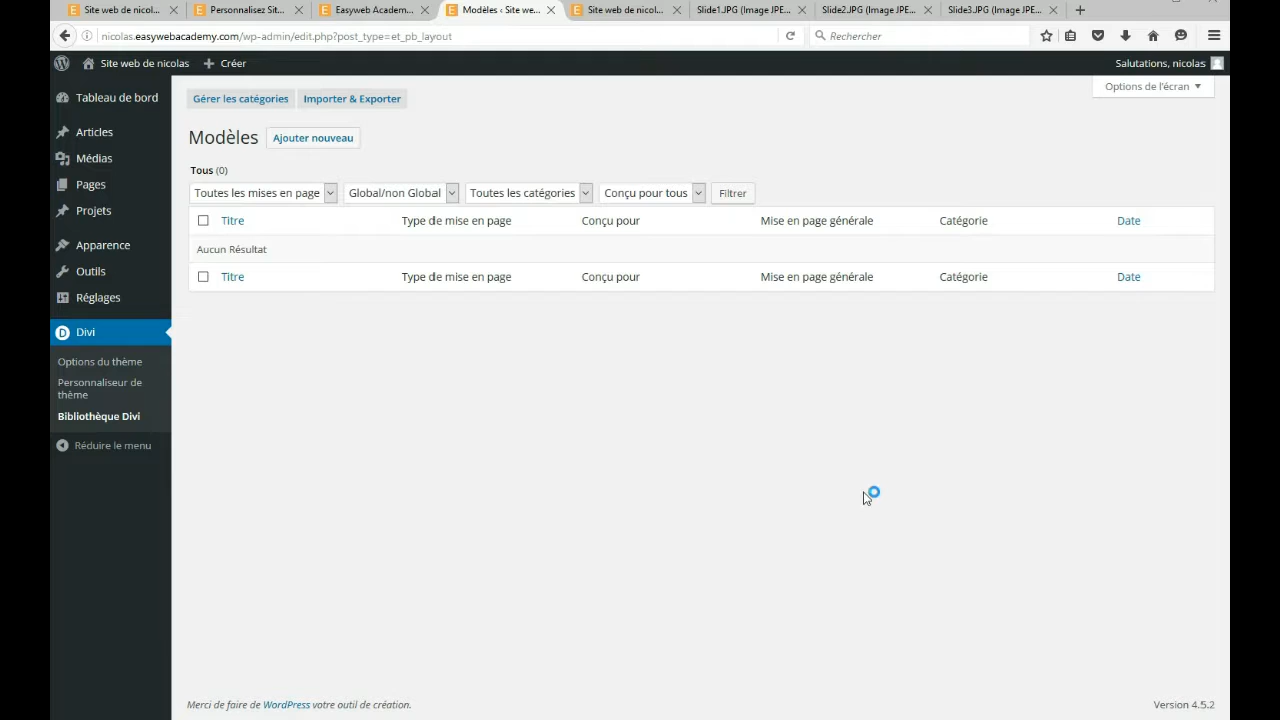 Site web de nicol...
Personnalisez Sit...
Easyweb Academ...
Modèles ‹ Site we...
Site web de nicol...
Slide1.JPG (Image JPE...
Slide2.JPG (Image JPE...
Slide3.JPG (Image JPE...
nicolas.easywebacademy.com/wp-admin/edit.php?post_type=et_pb_layout
Rechercher
Site web de nicolas
Créer
Salutations, nicolas
Tableau de bord
Articles
Médias
Pages
Projets
Apparence
Outils
Réglages
Divi
Options du thème
Personnaliseur de
thème
Bibliothèque Divi
Réduire le menu
Options de l'écran
Gérer les catégories
Importer & Exporter
Modèles
Ajouter nouveau
Tous (0)
Toutes les mises en page
Global/non Global
Toutes les catégories
Conçu pour tous
Filtrer
Titre Type de mise en page Conçu pour Mise en page générale Catégorie Date
Aucun Résultat
Titre Type de mise en page Conçu pour Mise en page générale Catégorie Date
Merci de faire de WordPress votre outil de création.
Version 4.5.2